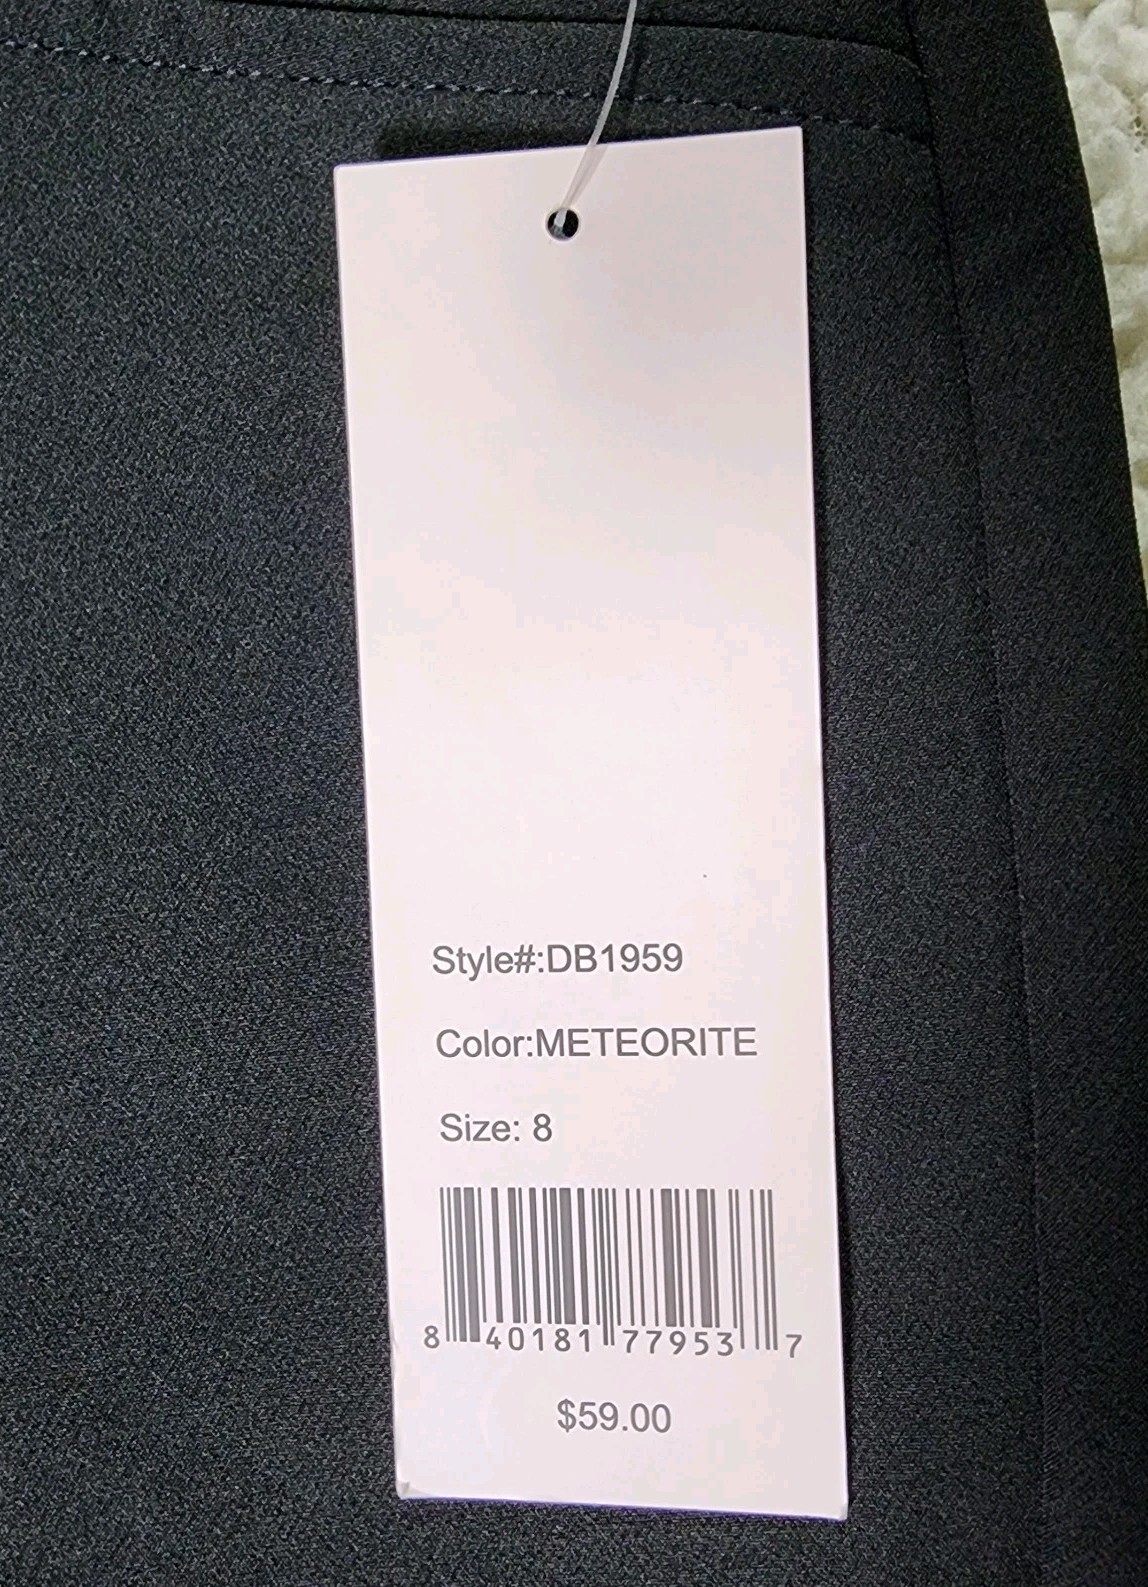 Style#:DB1959
Color:METEORITE
Size: 8
8 40181 77953 7
$59.00